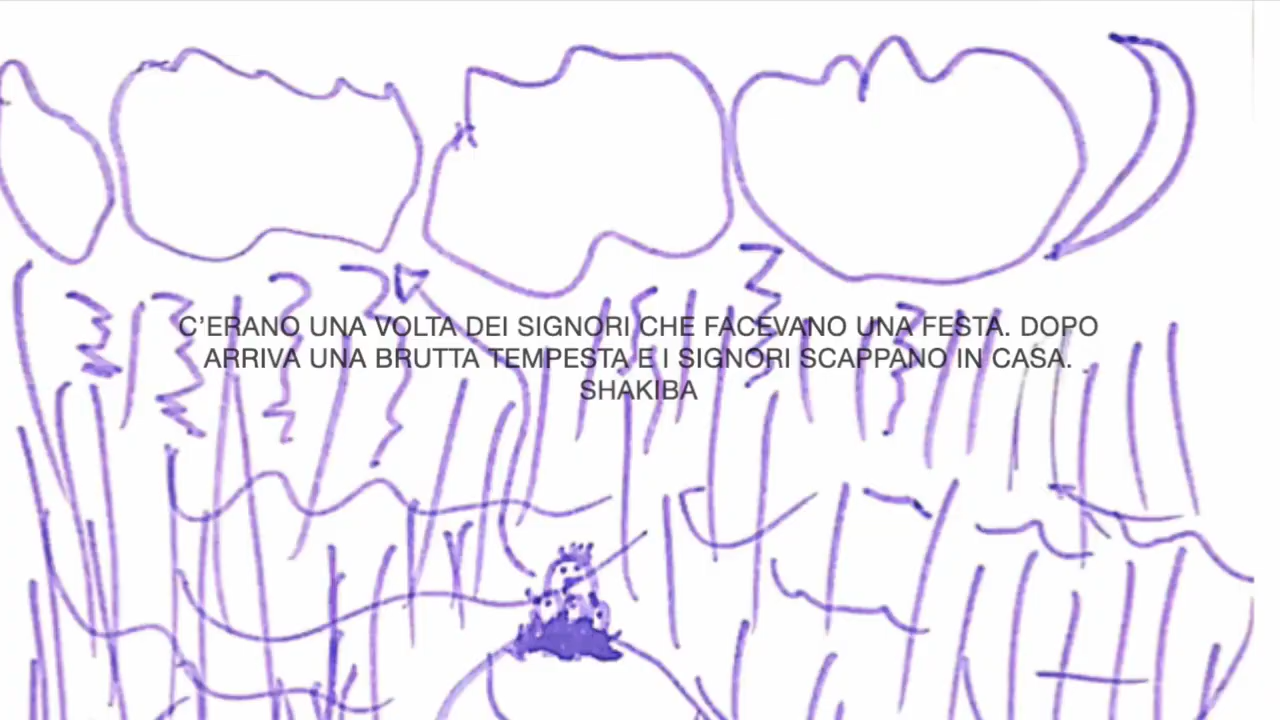 C’ERANO UNA VOLTA DEI SIGNORI CHE FACEVANO UNA FESTA. DOPO
ARRIVA UNA BRUTTA TEMPESTA E I SIGNORI SCAPPANO IN CASA.
SHAKIBA